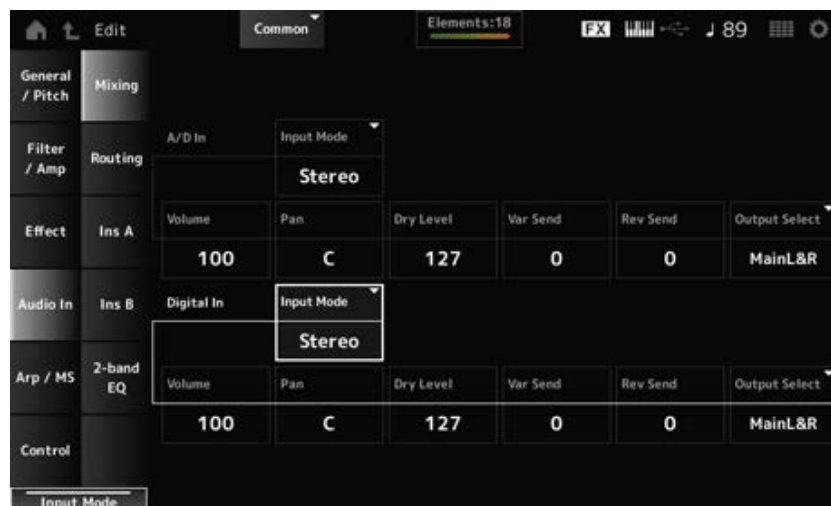 Edit
Common
Elements:18
FX
89
General / Pitch
Mixing
Filter / Amp
Routing
A/D In
Input Mode
Stereo
Effect
Ins A
Volume
Pan
Dry Level
Var Send
Rev Send
Output Select
100
C
127
0
0
MainL&R
Audio In
Ins B
Digital In
Input Mode
Stereo
Arp / MS
2-band EQ
Volume
Pan
Dry Level
Var Send
Rev Send
Output Select
100
C
127
0
0
MainL&R
Control
Input Mode